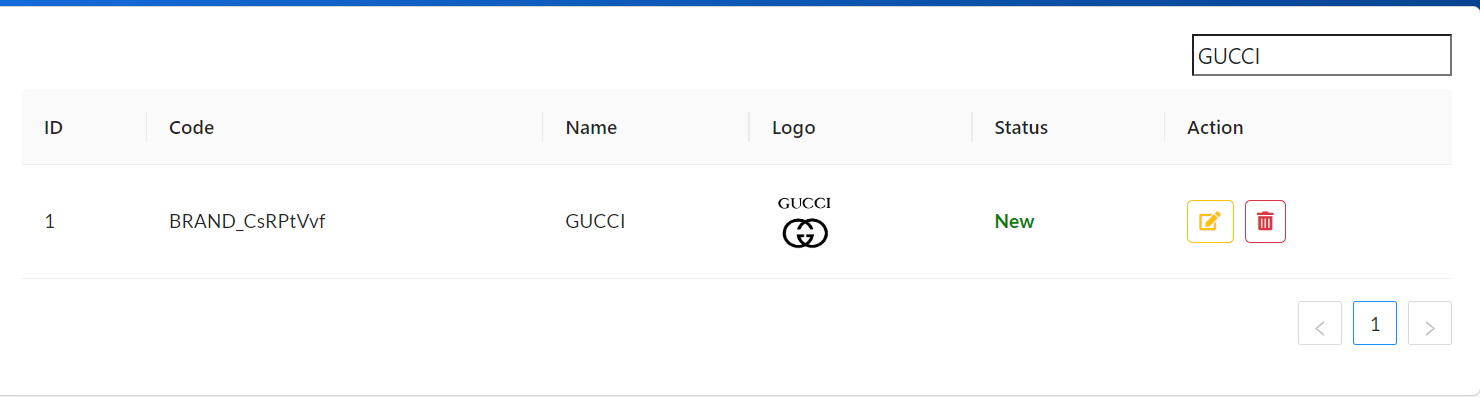 GUCCI
ID Code Name Logo Status Action
GUCCI
1 BRAND_CsRPtVvf GUCCI New
1